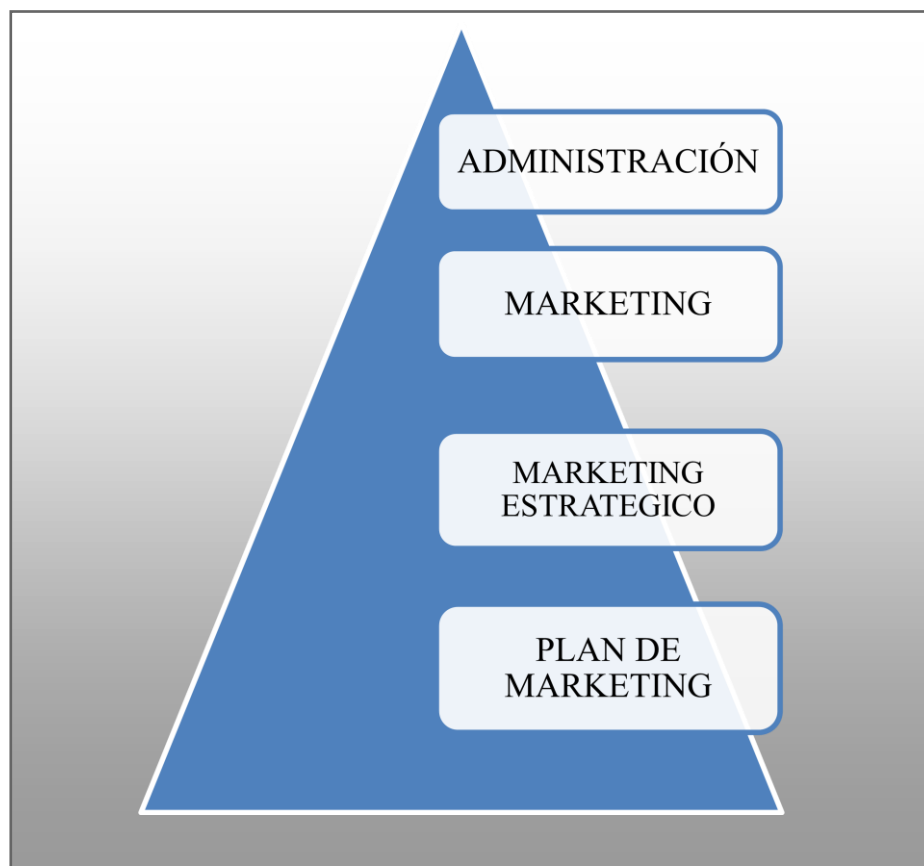 ADMINISTRACIÓN
MARKETING
MARKETING
ESTRATEGICO
PLAN DE
MARKETING